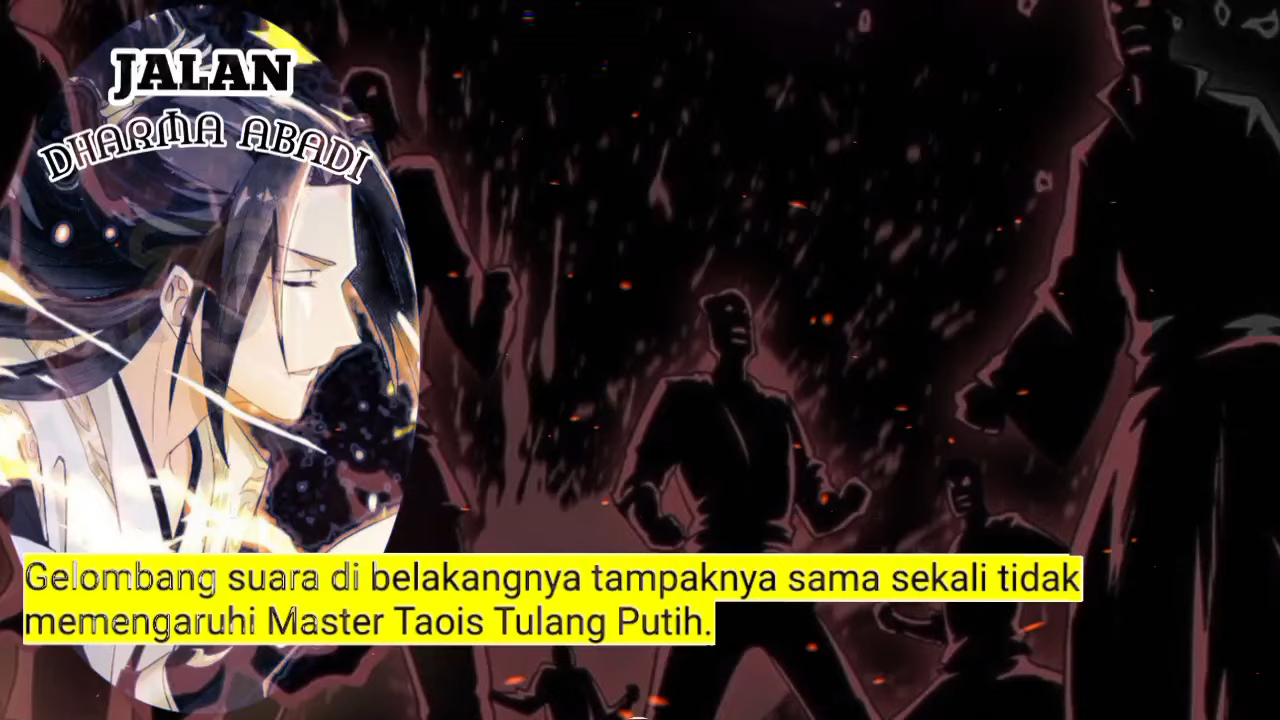 JALAN
DHARMA ABADI
Gelombang suara di belakangnya tampaknya sama sekali tidak
memengaruhi Master Taois Tulang Putih.